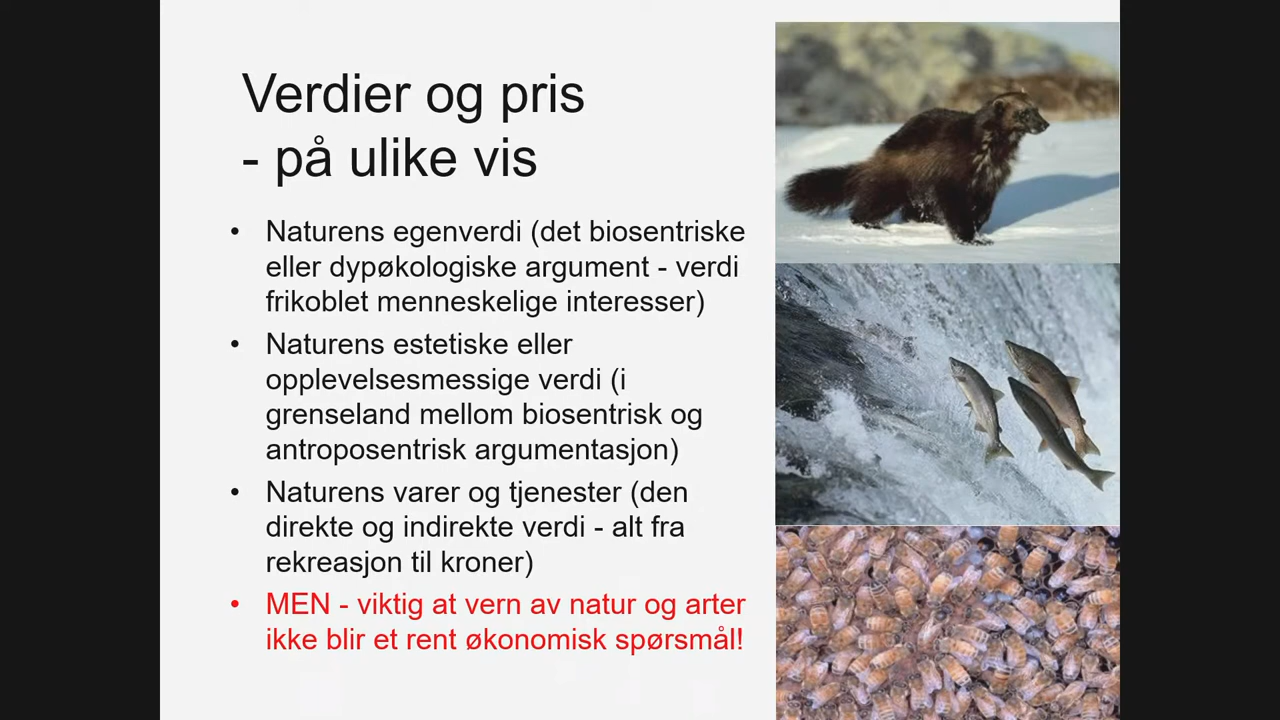 Verdier og pris
- på ulike vis
• Naturens egenverdi (det biosentriske
eller dypøkologiske argument - verdi
frikoblet menneskelige interesser)
• Naturens estetiske eller
opplevelsesmessige verdi (i
grenseland mellom biosentrisk og
antroposentrisk argumentasjon)
• Naturens varer og tjenester (den
direkte og indirekte verdi - alt fra
rekreasjon til kroner)
• MEN - viktig at vern av natur og arter
ikke blir et rent økonomisk spørsmål!